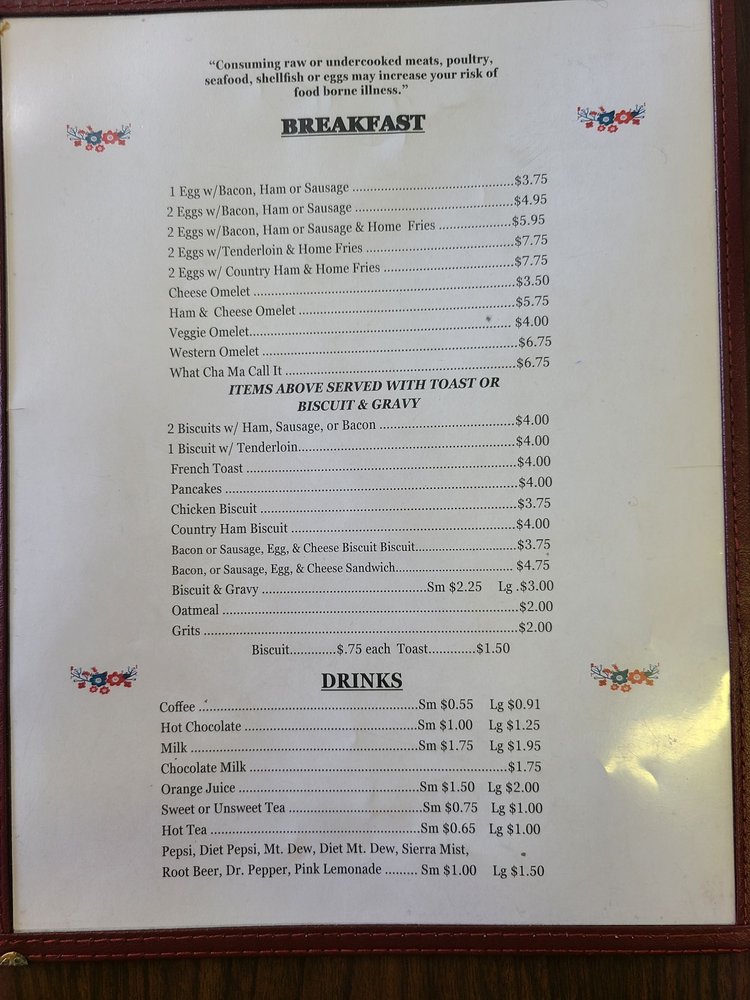 “Consuming raw or undercooked meats, poultry,
seafood, shellfish or eggs may increase your risk of
food borne illness.”
BREAKFAST
1 Egg w/Bacon, Ham or Sausage ........................................$3.75
2 Eggs w/Bacon, Ham or Sausage ........................................$4.95
2 Eggs w/Bacon, Ham or Sausage & Home Fries ..................$5.95
2 Eggs w/Tenderloin & Home Fries .....................................$7.75
2 Eggs w/ Country Ham & Home Fries .................................$7.75
Cheese Omelet ..................................................................$3.50
Ham & Cheese Omelet ......................................................$5.75
Veggie Omelet.................................................................. $4.00
Western Omelet ................................................................$6.75
What Cha Ma Call It ..........................................................$6.75
ITEMS ABOVE SERVED WITH TOAST OR
BISCUIT & GRAVY
2 Biscuits w/ Ham, Sausage, or Bacon ..................................$4.00
1 Biscuit w/ Tenderloin......................................................$4.00
French Toast ....................................................................$4.00
Pancakes .........................................................................$4.00
Chicken Biscuit ................................................................$3.75
Country Ham Biscuit ........................................................$4.00
Bacon or Sausage, Egg, & Cheese Biscuit Biscuit..........................$3.75
Bacon, or Sausage, Egg, & Cheese Sandwich.............................. $4.75
Biscuit & Gravy .........................................Sm $2.25 Lg .$3.00
Oatmeal ..........................................................................$2.00
Grits ...............................................................................$2.00
Biscuit............$.75 each Toast............$1.50
DRINKS
Coffee ......................................................Sm $0.55 Lg $0.91
Hot Chocolate ...........................................Sm $1.00 Lg $1.25
Milk .........................................................Sm $1.75 Lg $1.95
Chocolate Milk ................................................................$1.75
Orange Juice .............................................Sm $1.50 Lg $2.00
Sweet or Unsweet Tea ..................................Sm $0.75 Lg $1.00
Hot Tea ....................................................Sm $0.65 Lg $1.00
Pepsi, Diet Pepsi, Mt. Dew, Diet Mt. Dew, Sierra Mist,
Root Beer, Dr. Pepper, Pink Lemonade ......... Sm $1.00 Lg $1.50